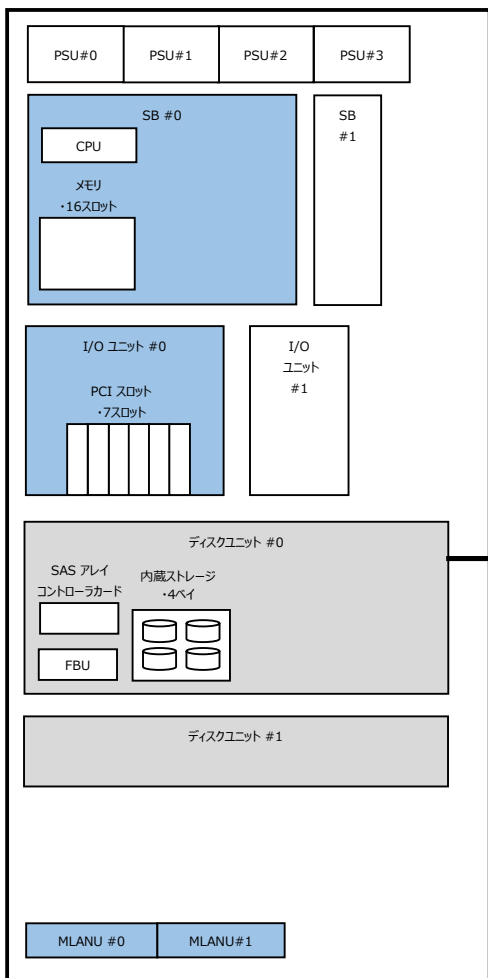 PSU#0 PSU#1 PSU#2 PSU#3
SB #0
CPU
メモリ
・16スロット
SB
#1
I/O ユニット #0
PCI スロット
・7スロット
I/O
ユニット
#1
ディスクユニット #0
SAS アレイ
コントローラカード
FBU
内蔵ストレージ
・4ベイ
ディスクユニット #1
MLANU #0 MLANU#1